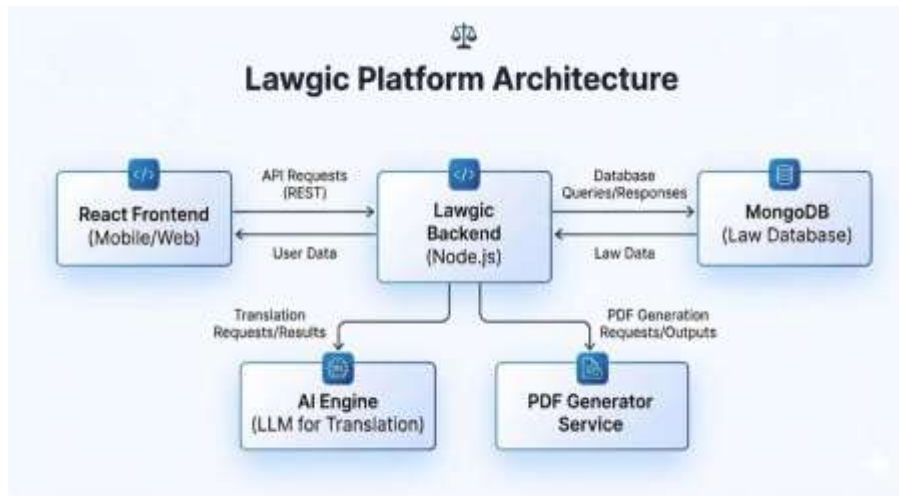 Lawgic Platform Architecture
React Frontend
(Mobile/Web)
API Requests
(REST)
User Data
Lawgic
Backend
(Node.js)
Database
Queries/Responses
Law Data
MongoDB
(Law Database)
Translation
Requests/Results
PDF Generation
Requests/Outputs
AI Engine
(LLM for Translation)
PDF Generator
Service